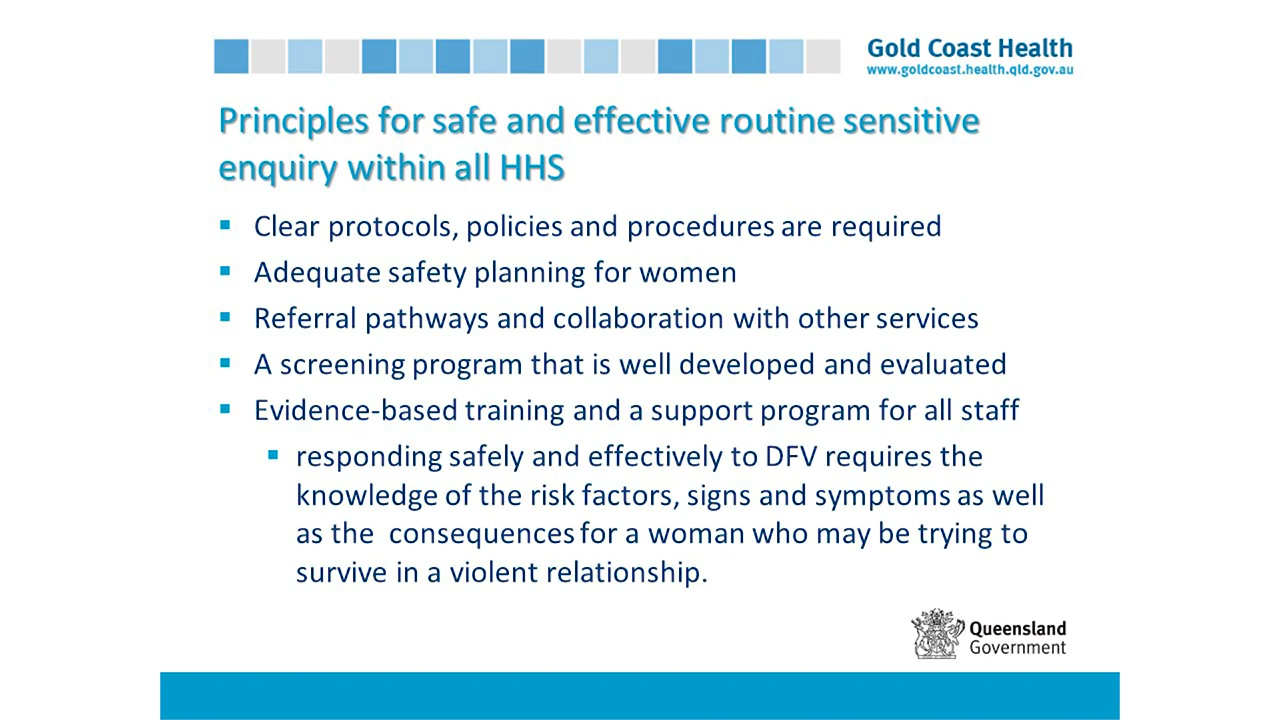 Gold Coast Health
www.goldcoast.health.qld.gov.au
Principles for safe and effective routine sensitive
enquiry within all HHS
▪ Clear protocols, policies and procedures are required
▪ Adequate safety planning for women
▪ Referral pathways and collaboration with other services
▪ A screening program that is well developed and evaluated
▪ Evidence-based training and a support program for all staff
▪ responding safely and effectively to DFV requires the
knowledge of the risk factors, signs and symptoms as well
as the consequences for a woman who may be trying to
survive in a violent relationship.
Queensland
Government